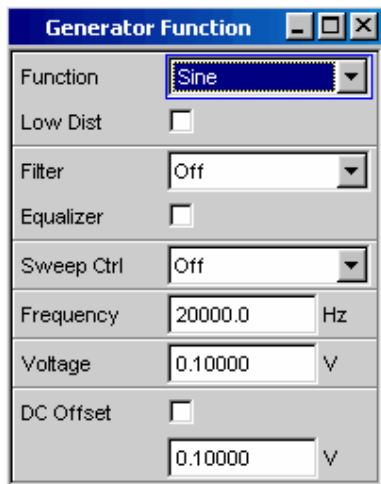 Generator Function
Function Sine
Low Dist
Filter Off
Equalizer
Sweep Ctrl Off
Frequency 20000.0 Hz
Voltage 0.10000 V
DC Offset
0.10000 V